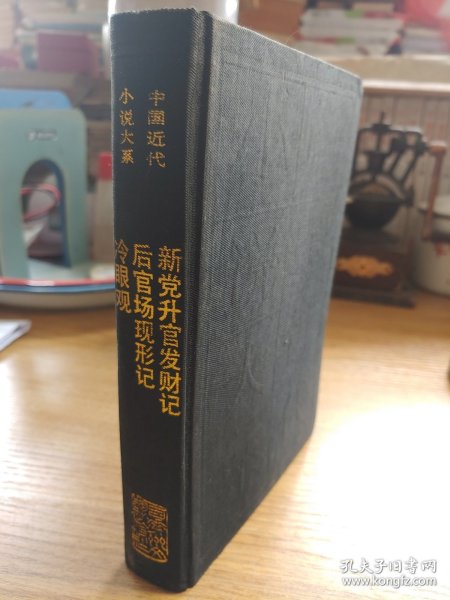 中国近代
小说大系
新党升官发财记
后官场现形记
冷眼观
孔夫子旧书网
www.kongfz.com